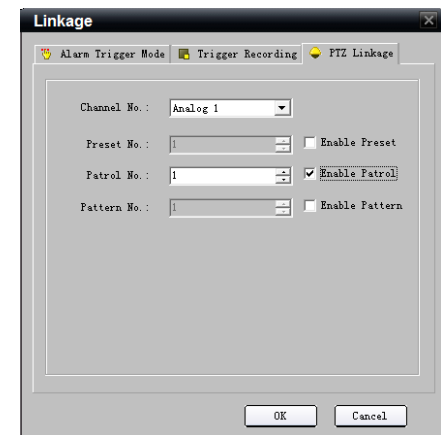 Linkage
Alarm Trigger Mode Trigger Recording PTZ Linkage
Channel No.: Analog 1
Preset No.: 1 Enable Preset
Patrol No.: 1 Enable Patrol
Pattern No.: 1 Enable Pattern
OK Cancel